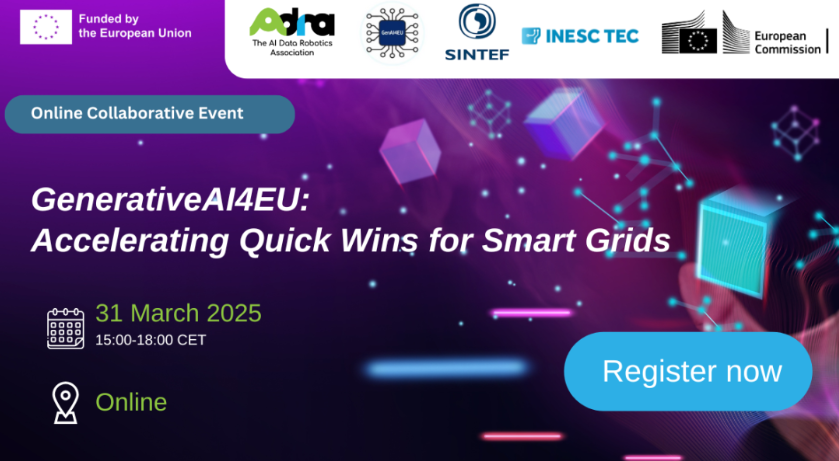 Funded by
the European Union
Adra
The AI Data Robotics
Association
GenAI4EU
SINTEF
INESC TEC
European
Commission
Online Collaborative Event
GenerativeAI4EU:
Accelerating Quick Wins for Smart Grids
31 March 2025
15:00-18:00 CET
Online
Register now